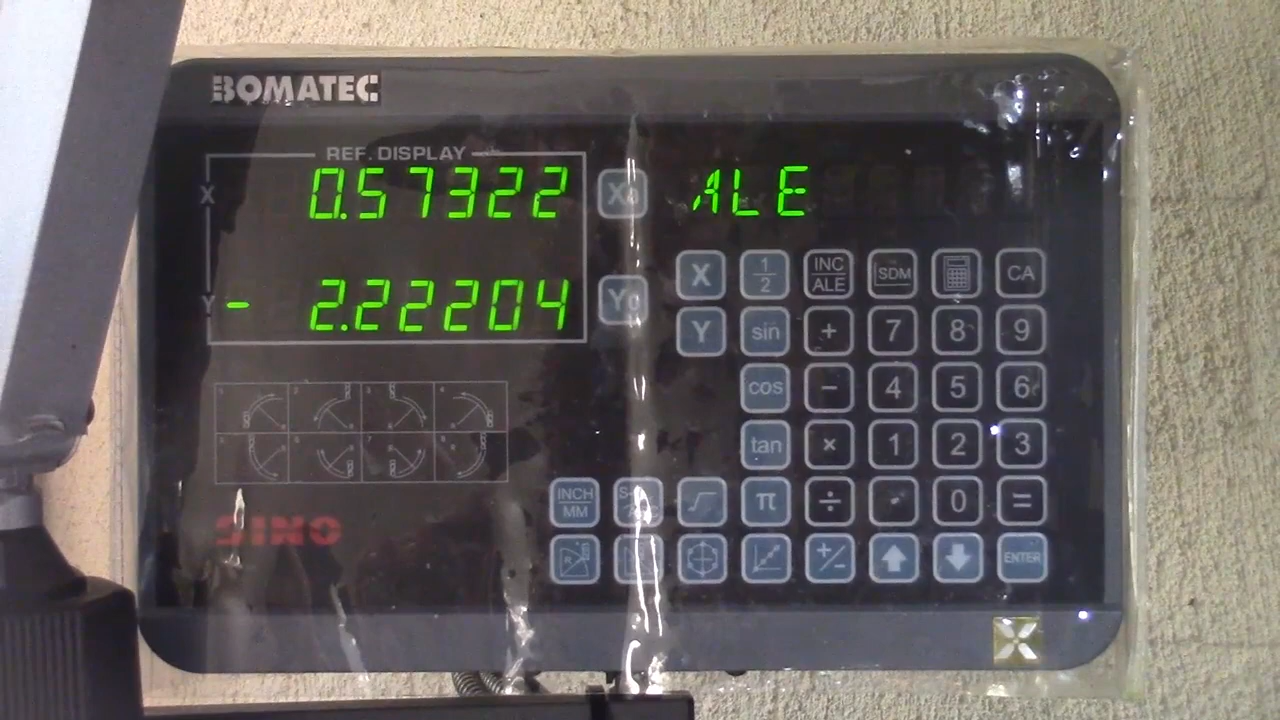 BOMATEC
REF. DISPLAY
X 0.57322 ALE
Y - 2.22204
X 1/2 INC/ALE SDM CA
Y sin + 7 8 9
cos - 4 5 6
tan × 1 2 3
INCH/MM π ÷ . 0 =
R +/- ENTER
SINO